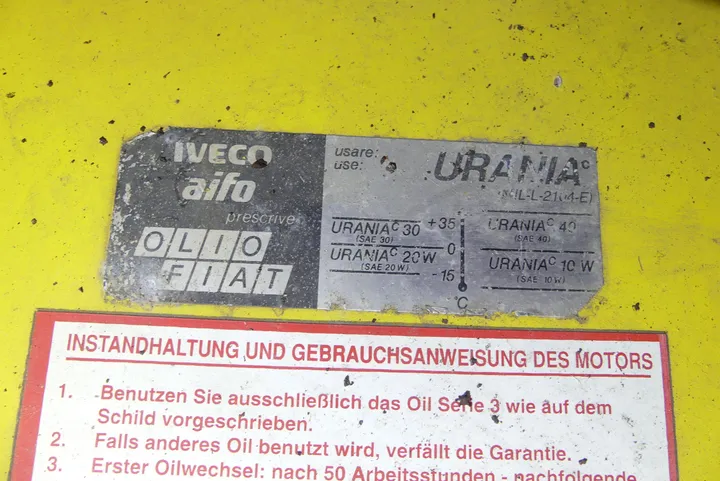 IVECO
aifo
prescrive
OLIO
FIAT
usare:
use:
URANIA C
(MIL-L-2104-E)
URANIA C 30
(SAE 30)
URANIA C 20W
(SAE 20W)
+35
0
-15
°C
URANIA C 40
(SAE 40)
URANIA C 10 W
(SAE 10W)
INSTANDHALTUNG UND GEBRAUCHSANWEISUNG DES MOTORS
1. Benutzen Sie ausschließlich das Oil Serie 3 wie auf dem
Schild vorgeschrieben.
2. Falls anderes Oil benutzt wird, verfällt die Garantie.
3. Erster Oilwechsel: nach 50 Arbeitsstunden - nachfolgende